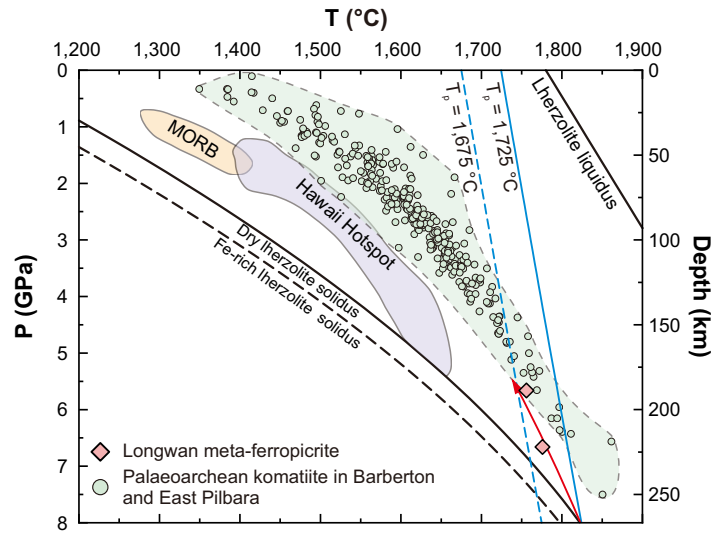 T (°C)
1,200 1,300 1,400 1,500 1,600 1,700 1,800 1,900
0 0
1
50
2
3 100
4
150
5
6 200
7
250
8
P (GPa)
Depth (km)
MORB
Hawaii Hotspot
Dry lherzolite solidus
Fe-rich lherzolite solidus
Tp = 1,675 °C
Tp = 1,725 °C
Lherzolite liquidus
Longwan meta-ferropicrite
Palaeoarchean komatiite in Barberton
and East Pilbara